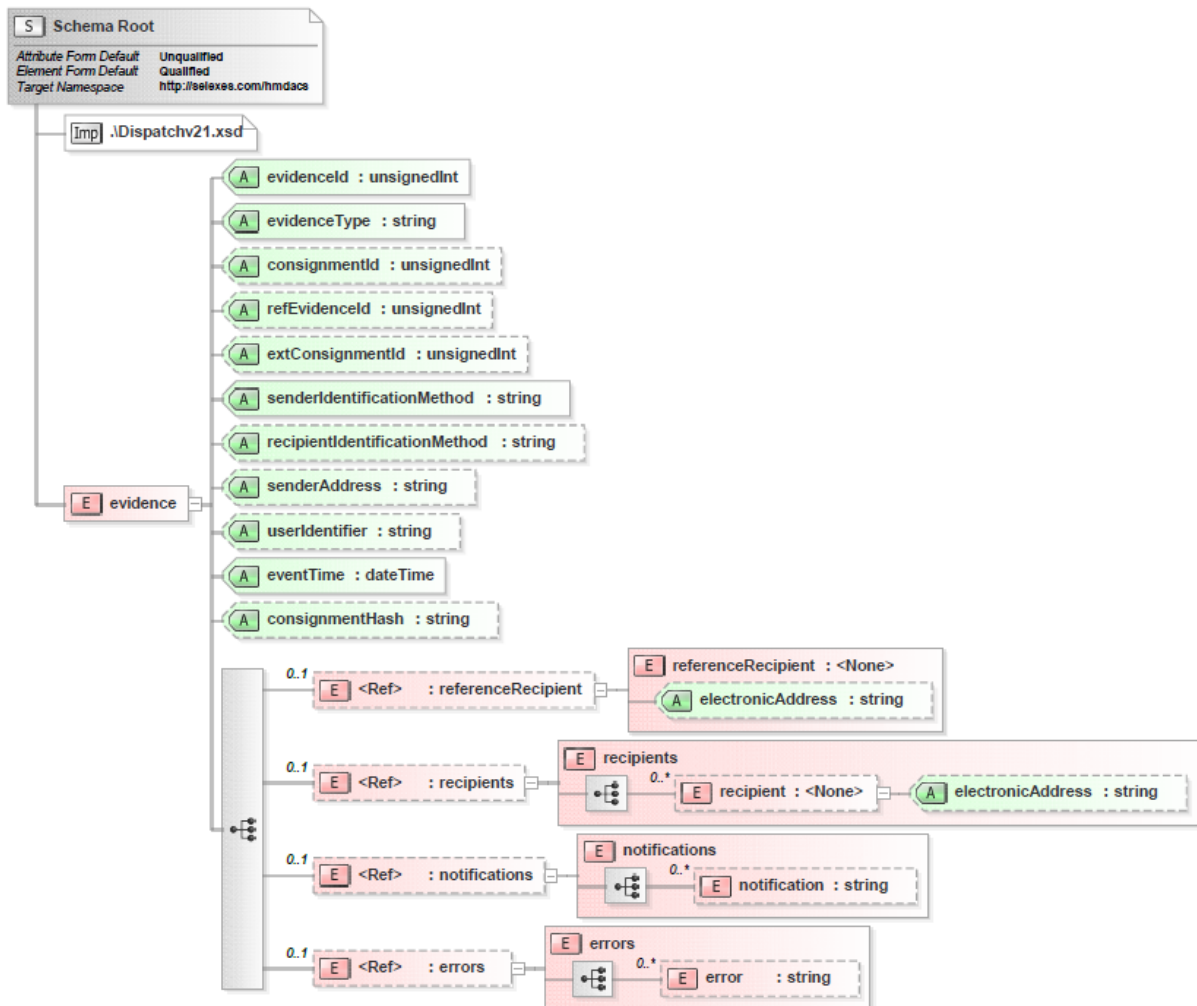 S Schema Root
Attribute Form Default Unqualified
Element Form Default Qualified
Target Namespace http://selexes.com/hmdacs
Imp .\Dispatchv21.xsd
A evidenceId : unsignedInt
A evidenceType : string
A consignmentId : unsignedInt
A refEvidenceId : unsignedInt
A extConsignmentId : unsignedInt
A senderIdentificationMethod : string
A recipientIdentificationMethod : string
A senderAddress : string
E evidence
A userIdentifier : string
A eventTime : dateTime
A consignmentHash : string
0..1 E <Ref> : referenceRecipient
E referenceRecipient : <None>
A electronicAddress : string
0..1 E <Ref> : recipients
E recipients
0..* E recipient : <None> A electronicAddress : string
0..1 E <Ref> : notifications
E notifications
0..* E notification : string
0..1 E <Ref> : errors
E errors
0..* E error : string